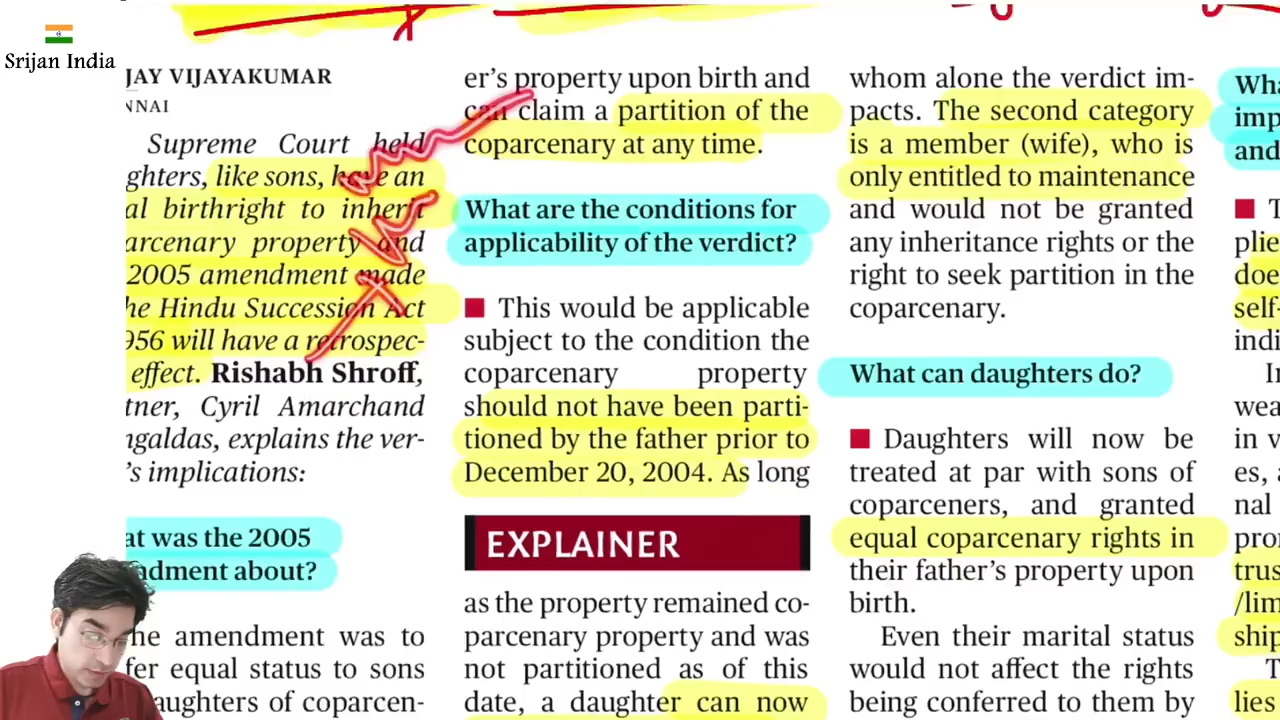 Srijan India
JAY VIJAYAKUMAR
NNAI
Supreme Court held
ghters, like sons, have an
al birthright to inherit
arcenary property and
2005 amendment made
he Hindu Succession Act
956 will have a retrospec-
effect. Rishabh Shroff,
tner, Cyril Amarchand
ngaldas, explains the ver-
's implications:
at was the 2005
ndment about?
he amendment was to
fer equal status to sons
aughters of coparcen-
er's property upon birth and
can claim a partition of the
coparcenary at any time.
What are the conditions for
applicability of the verdict?
This would be applicable
subject to the condition the
coparcenary property
should not have been parti-
tioned by the father prior to
December 20, 2004. As long
EXPLAINER
as the property remained co-
parcenary property and was
not partitioned as of this
date, a daughter can now
whom alone the verdict im-
pacts. The second category
is a member (wife), who is
only entitled to maintenance
and would not be granted
any inheritance rights or the
right to seek partition in the
coparcenary.
What can daughters do?
Daughters will now be
treated at par with sons of
coparceners, and granted
equal coparcenary rights in
their father's property upon
birth.
Even their marital status
would not affect the rights
being conferred to them by
Wha
imp
and
T
plie
doe
self-
indi
In
wea
in v
es, a
nal
pror
trus
/lim
ship
T
lies